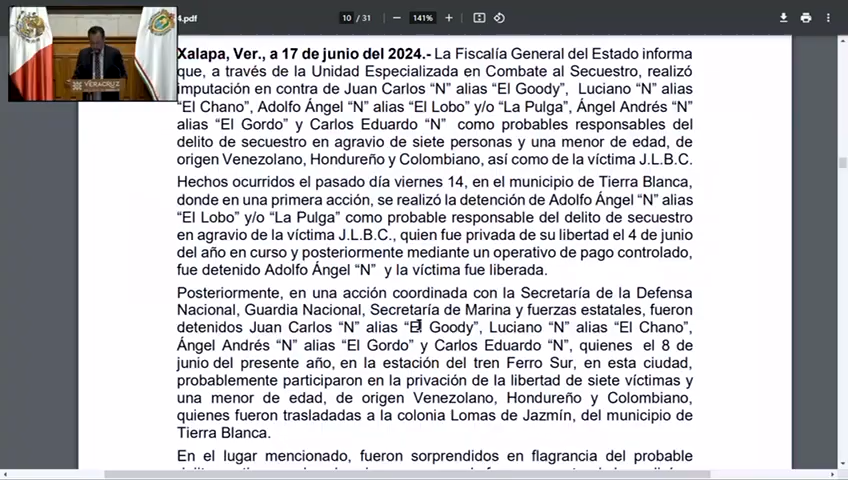 4.pdf
10 / 31
141%
VERACRUZ
Xalapa, Ver., a 17 de junio del 2024.- La Fiscalía General del Estado informa
que, a través de la Unidad Especializada en Combate al Secuestro, realizó
imputación en contra de Juan Carlos “N” alias “El Goody”, Luciano “N” alias
“El Chano”, Adolfo Ángel “N” alias “El Lobo” y/o “La Pulga”, Ángel Andrés “N”
alias “El Gordo” y Carlos Eduardo “N” como probables responsables del
delito de secuestro en agravio de siete personas y una menor de edad, de
origen Venezolano, Hondureño y Colombiano, así como de la víctima J.L.B.C.
Hechos ocurridos el pasado día viernes 14, en el municipio de Tierra Blanca,
donde en una primera acción, se realizó la detención de Adolfo Ángel “N” alias
“El Lobo” y/o “La Pulga” como probable responsable del delito de secuestro
en agravio de la víctima J.L.B.C., quien fue privada de su libertad el 4 de junio
del año en curso y posteriormente mediante un operativo de pago controlado,
fue detenido Adolfo Ángel “N” y la víctima fue liberada.
Posteriormente, en una acción coordinada con la Secretaría de la Defensa
Nacional, Guardia Nacional, Secretaría de Marina y fuerzas estatales, fueron
detenidos Juan Carlos “N” alias “El Goody”, Luciano “N” alias “El Chano”,
Ángel Andrés “N” alias “El Gordo” y Carlos Eduardo “N”, quienes el 8 de
junio del presente año, en la estación del tren Ferro Sur, en esta ciudad,
probablemente participaron en la privación de la libertad de siete víctimas y
una menor de edad, de origen Venezolano, Hondureño y Colombiano,
quienes fueron trasladadas a la colonia Lomas de Jazmín, del municipio de
Tierra Blanca.
En el lugar mencionado, fueron sorprendidos en flagrancia del probable